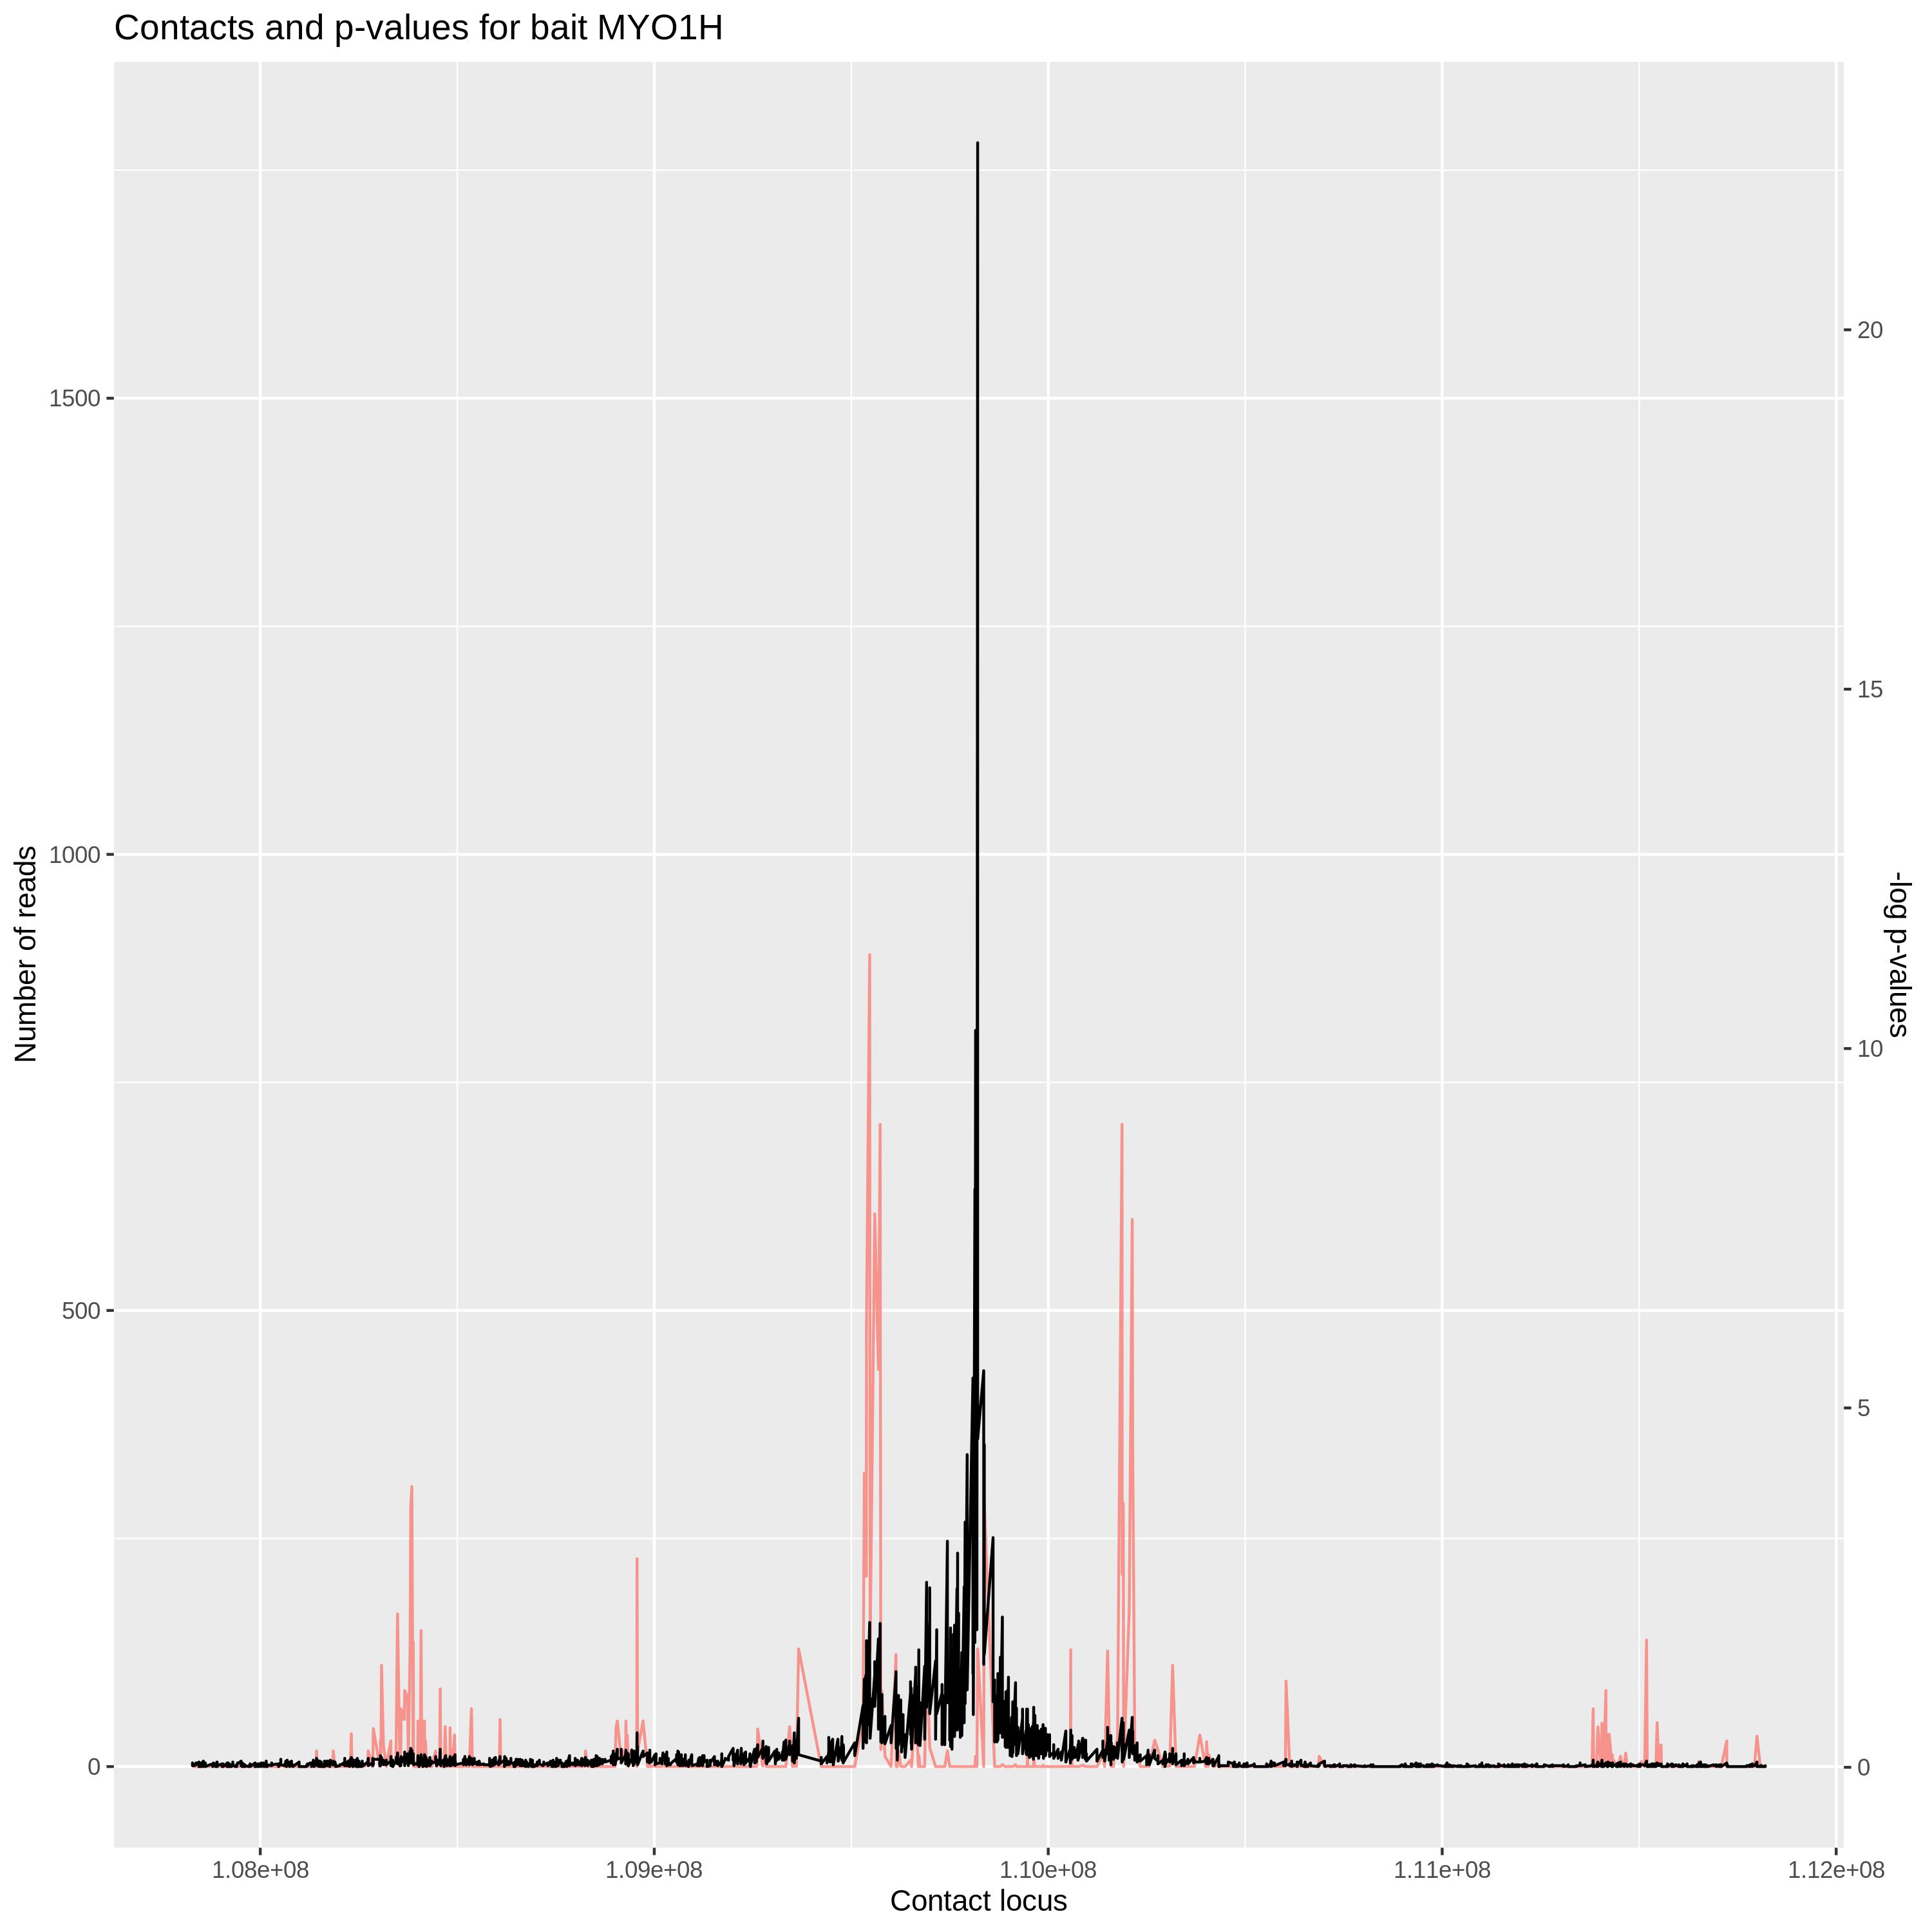 Contacts and p-values for bait MYO1H
Number of reads
1500
1000
500
0
20
15
10
5
0
-log p-values
1.08e+08 1.09e+08 1.10e+08 1.11e+08 1.12e+08
Contact locus